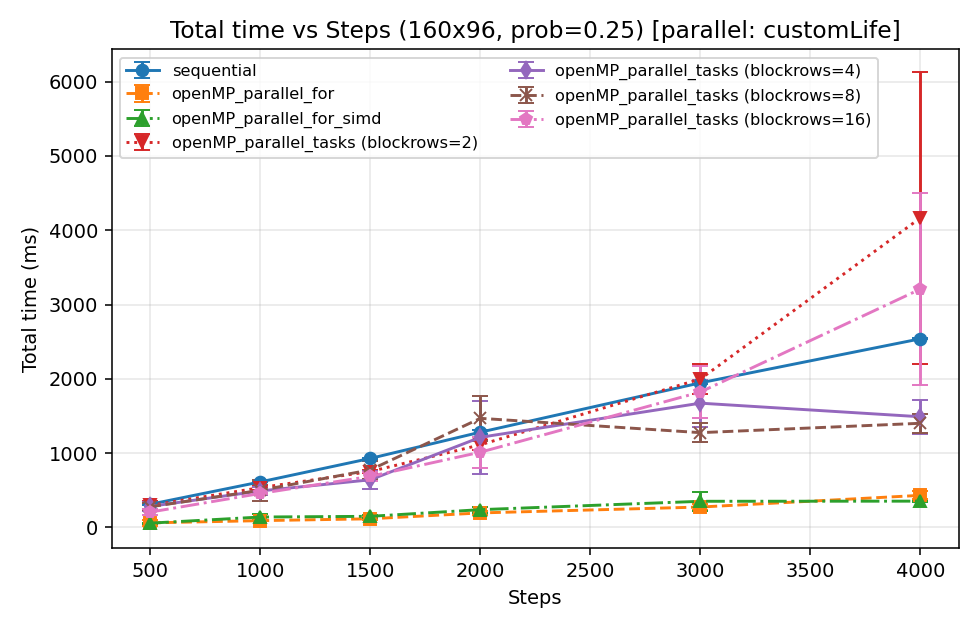 Total time vs Steps (160x96, prob=0.25) [parallel: customLife]
sequential
openMP_parallel_for
openMP_parallel_for_simd
openMP_parallel_tasks (blockrows=2)
openMP_parallel_tasks (blockrows=4)
openMP_parallel_tasks (blockrows=8)
openMP_parallel_tasks (blockrows=16)
Total time (ms)
6000
5000
4000
3000
2000
1000
0
500 1000 1500 2000 2500 3000 3500 4000
Steps